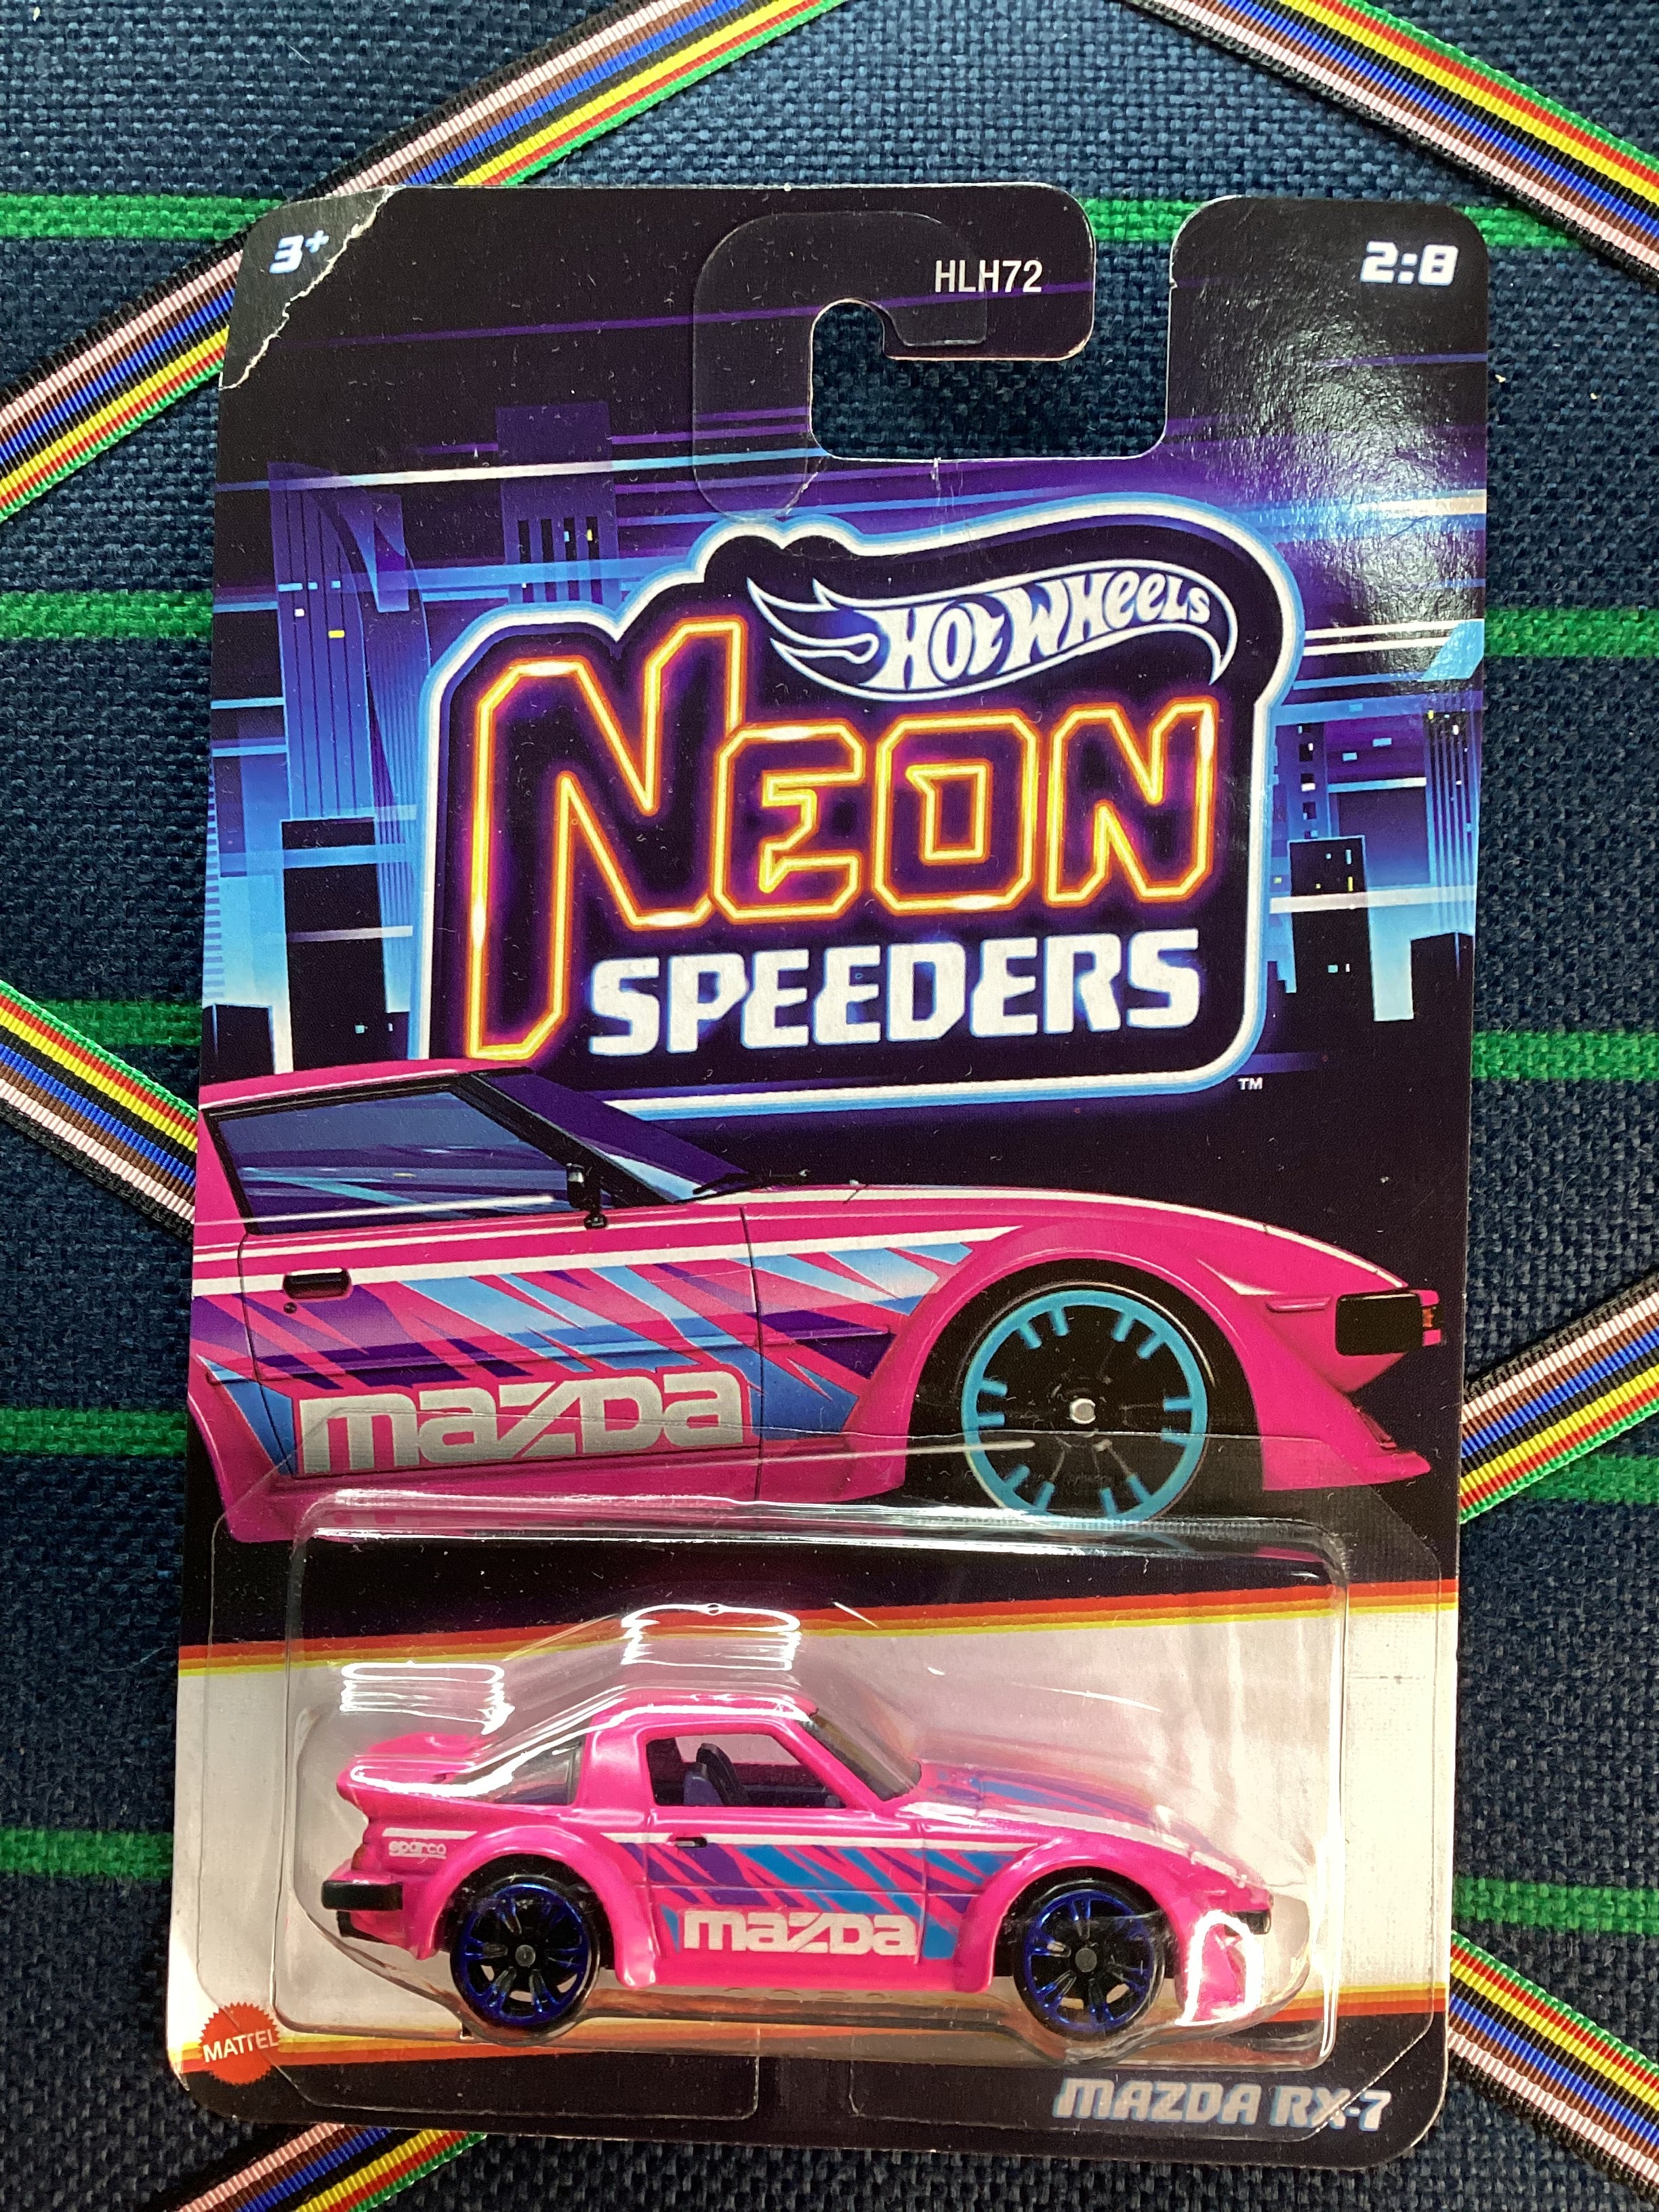 3+
HLH72
2:8
Hot Wheels
NEON
SPEEDERS
TM
mazda
sparco
mazda
MATTEL
MAZDA RX-7